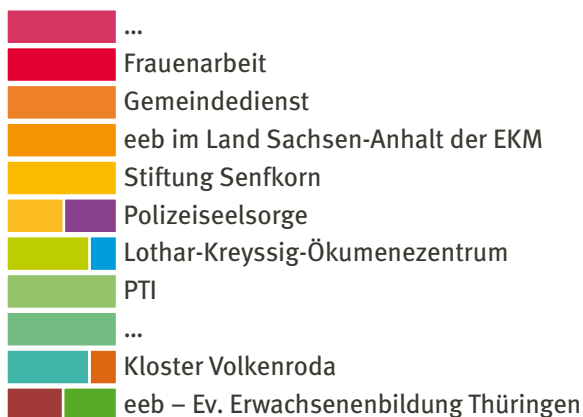 ...
Frauenarbeit
Gemeindedienst
eeb im Land Sachsen-Anhalt der EKM
Stiftung Senfkorn
Polizeiseelsorge
Lothar-Kreyssig-Ökumenezentrum
PTI
...
Kloster Volkenroda
eeb – Ev. Erwachsenenbildung Thüringen